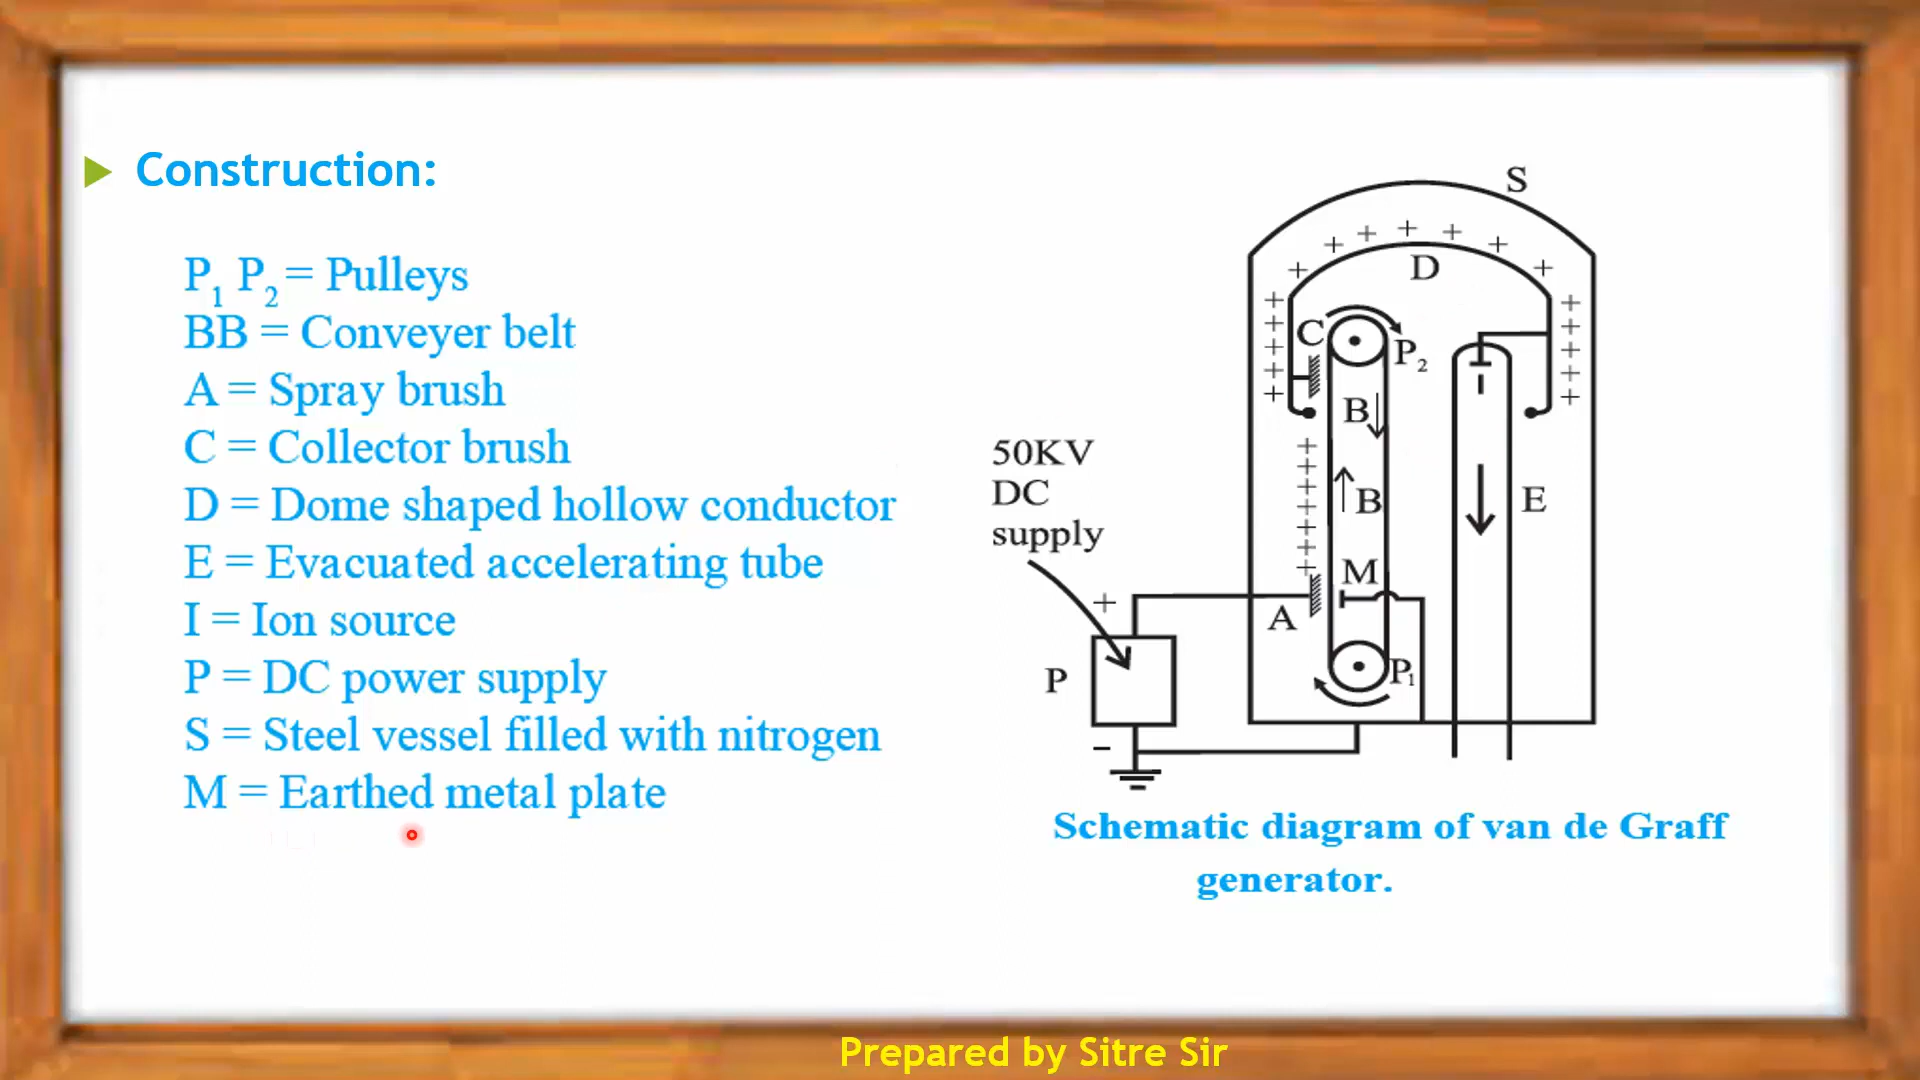 Construction:
P1 P2 = Pulleys
BB = Conveyer belt
A = Spray brush
C = Collector brush
D = Dome shaped hollow conductor
E = Evacuated accelerating tube
I = Ion source
P = DC power supply
S = Steel vessel filled with nitrogen
M = Earthed metal plate
S
+ + + + + + +
D
+ + + + +
+ + + + +
C
P2
I
B
50KV
DC
supply
+ + + + + + +
B
E
M
+
A
P
P1
–
Schematic diagram of van de Graff
generator.
Prepared by Sitre Sir